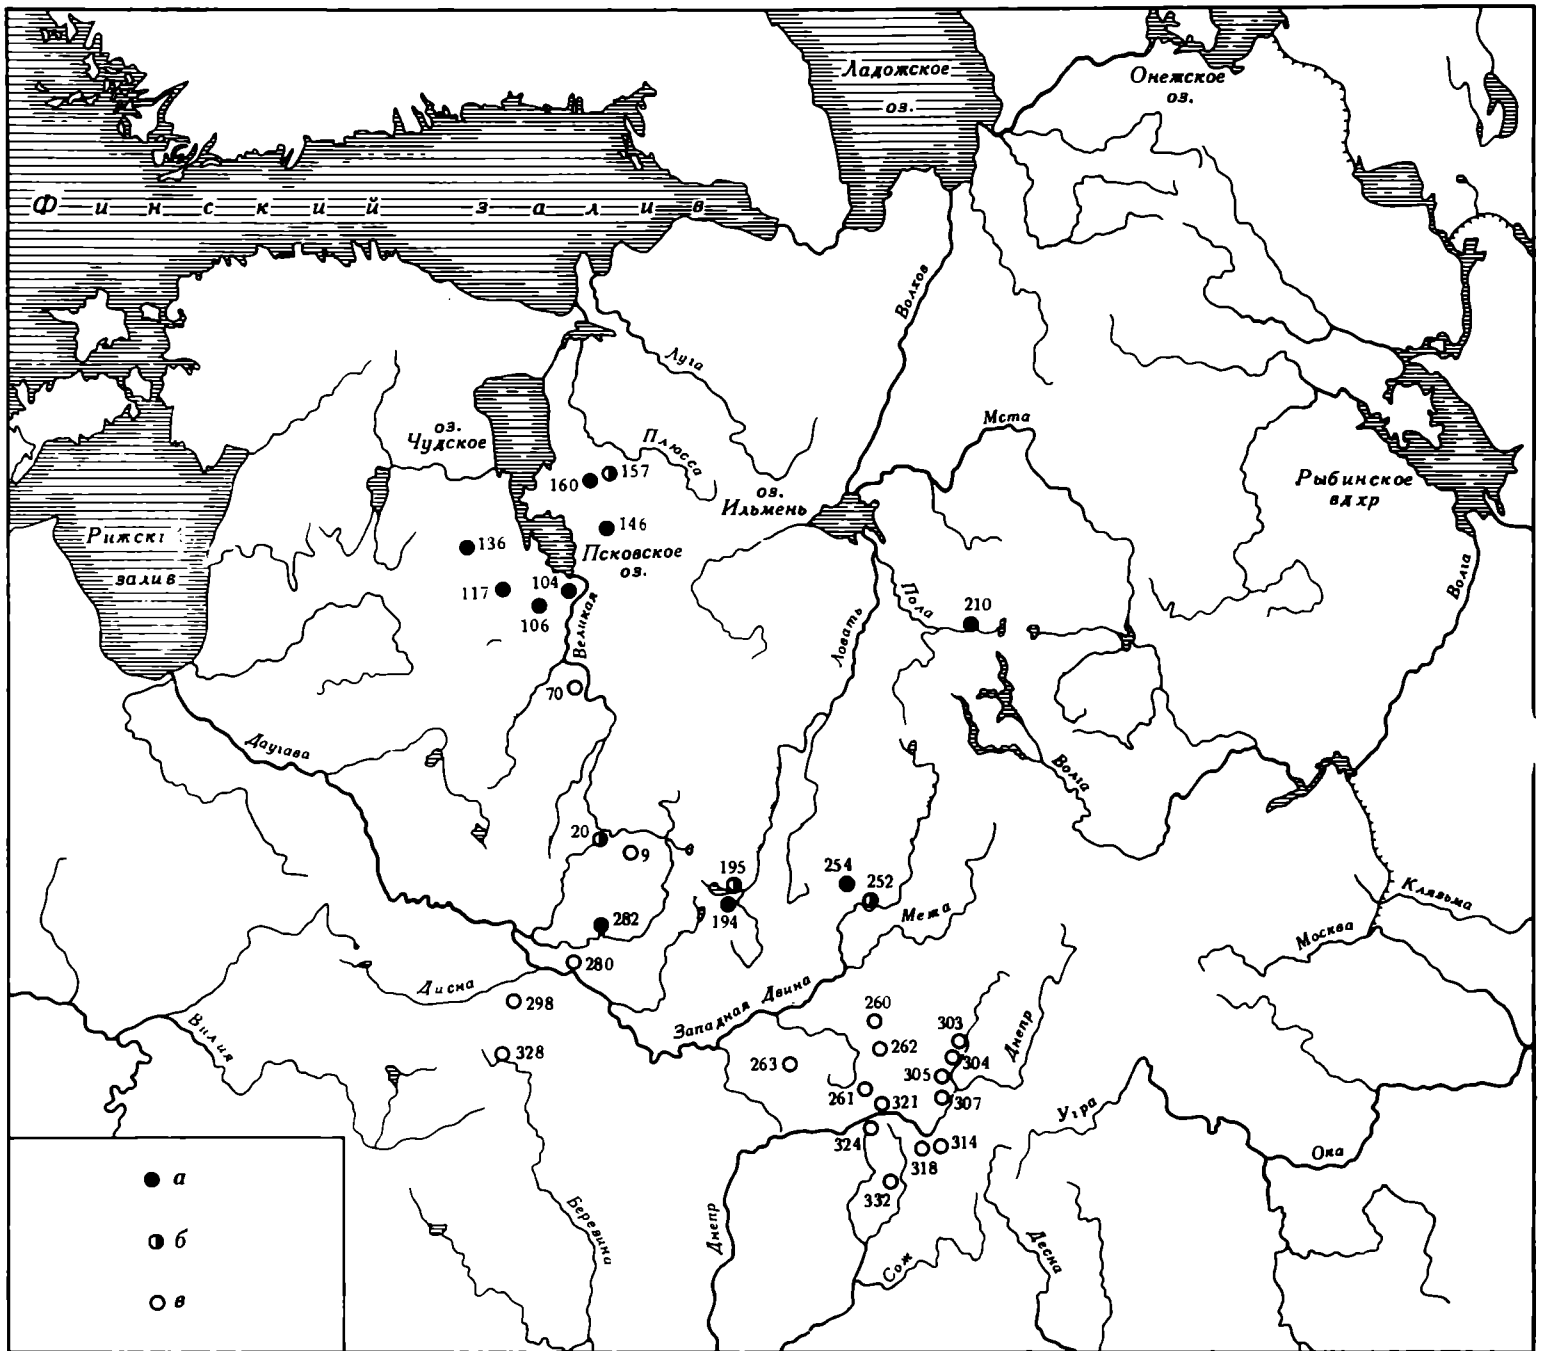 Ладожское
оз.
Онежское
оз.
Финский залив
Волхов
Луга
оз.
Чудское
Плюсса
Мста
157
160
оз.
Ильмень
Рыбинское
вдхр
146
Рижскі
залив
136
Псковское
оз.
117
104
106
Великая
Пола
210
Волга
Ловать
70
Даугава
Волга
20
9
195
254
252
194
Межа
Клязьма
Москва
282
280
Дисна
298
Западная Двина
Вилия
260
303
Днепр
262
304
328
263
305
261
321
307
Угра
324
318
314
Ока
332
а
б
в
Березина
Днепр
Сож
Десна